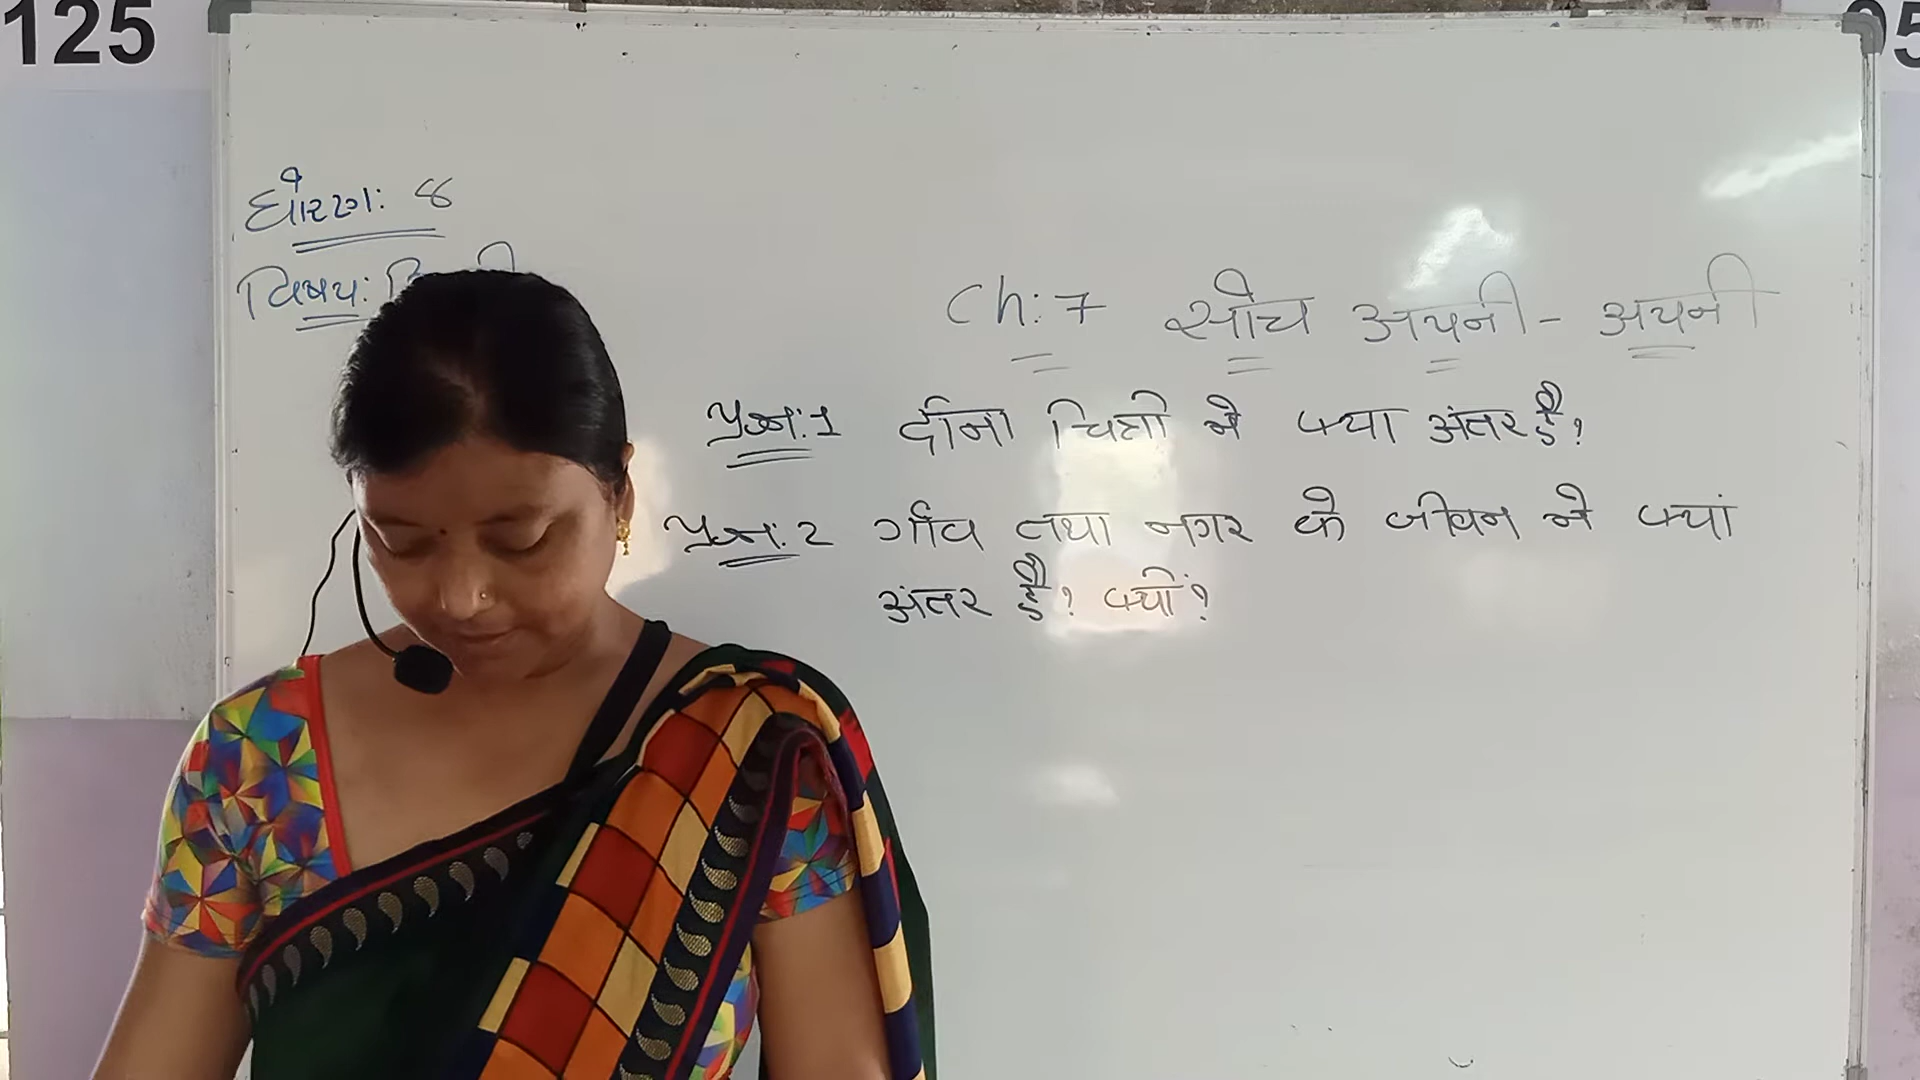 125
ધોરણ: 8
વિષય:
Ch: 7 सोच अपनी - अपनी
प्रश्न:1 दोनो चित्रो मे क्या अंतर है?
प्रश्न:2 गाँव तथा नगर के जीवन मे क्यां
अंतर है? क्यों?